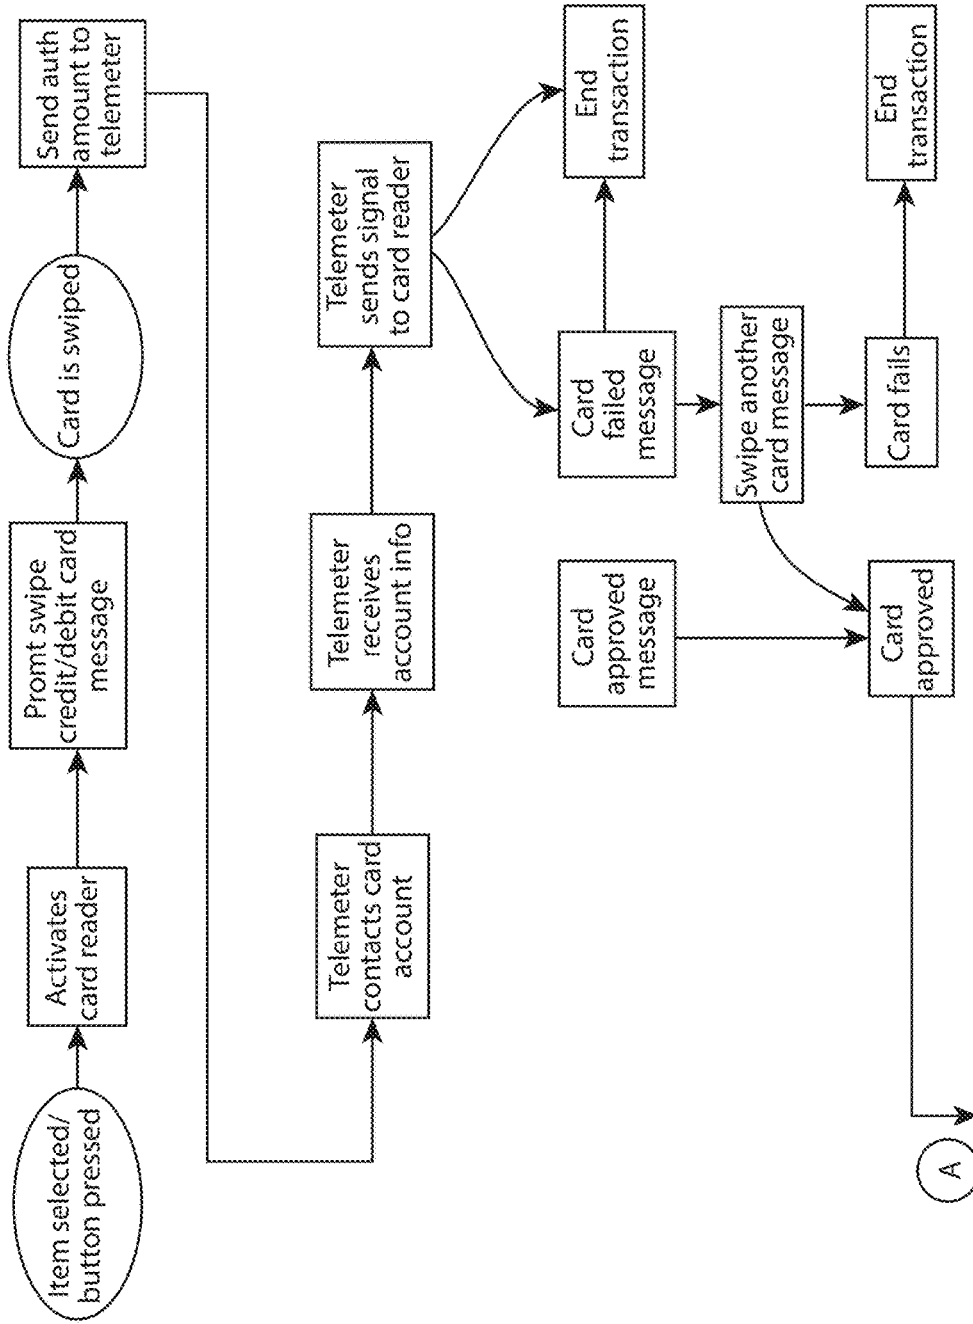 Item selected/
button pressed
Activates
card reader
Promt swipe
credit/debit card
message
Card is swiped
Send auth
amount to
telemeter
Telemeter
contacts card
account
Telemeter
receives
account info
Telemeter
sends signal
to card reader
Card
approved
message
Card
failed
message
End
transaction
Swipe another
card message
Card
approved
Card fails
End
transaction
A